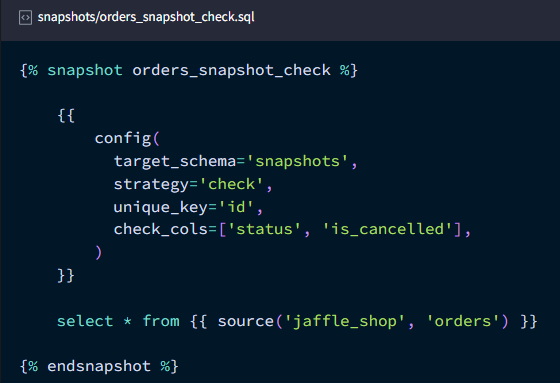 snapshots/orders_snapshot_check.sql
{% snapshot orders_snapshot_check %}
{{
config(
target_schema='snapshots',
strategy='check',
unique_key='id',
check_cols=['status', 'is_cancelled'],
)
}}
select * from {{ source('jaffle_shop', 'orders') }}
{% endsnapshot %}